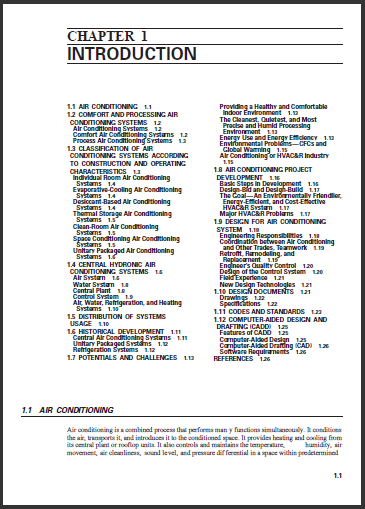 CHAPTER 1
INTRODUCTION
1.1 AIR CONDITIONING 1.1
1.2 COMFORT AND PROCESSING AIR
CONDITIONING SYSTEMS 1.2
Air Conditioning Systems 1.2
Comfort Air Conditioning Systems 1.2
Process Air Conditioning Systems 1.3
1.3 CLASSIFICATION OF AIR
CONDITIONING SYSTEMS ACCORDING
TO CONSTRUCTION AND OPERATING
CHARACTERISTICS 1.3
Individual Room Air Conditioning
Systems 1.4
Evaporative-Cooling Air Conditioning
Systems 1.4
Desiccant-Based Air Conditioning
Systems 1.4
Thermal Storage Air Conditioning
Systems 1.5
Clean-Room Air Conditioning
Systems 1.5
Space Conditioning Air Conditioning
Systems 1.5
Unitary Packaged Air Conditioning
Systems 1.6
1.4 CENTRAL HYDRONIC AIR
CONDITIONING SYSTEMS 1.6
Air System 1.6
Water System 1.8
Central Plant 1.8
Control System 1.9
Air, Water, Refrigeration, and Heating
Systems 1.10
1.5 DISTRIBUTION OF SYSTEMS
USAGE 1.10
1.6 HISTORICAL DEVELOPMENT 1.11
Central Air Conditioning Systems 1.11
Unitary Packaged Systems 1.12
Refrigeration Systems 1.12
1.7 POTENTIALS AND CHALLENGES 1.13
Providing a Healthy and Comfortable
Indoor Environment 1.13
The Cleanest, Quietest, and Most
Precise and Humid Processing
Environment 1.13
Energy Use and Energy Efficiency 1.13
Environmental Problems—CFCs and
Global Warming 1.15
Air Conditioning or HVAC&R Industry
1.15
1.8 AIR CONDITIONING PROJECT
DEVELOPMENT 1.16
Basic Steps in Development 1.16
Design-Bid and Design-Build 1.17
The Goal—An Environmentally Friendlier,
Energy-Efficient, and Cost-Effective
HVAC&R System 1.17
Major HVAC&R Problems 1.17
1.9 DESIGN FOR AIR CONDITIONING
SYSTEM 1.18
Engineering Responsibilities 1.18
Coordination between Air Conditioning
and Other Trades, Teamwork 1.19
Retrofit, Remodeling, and
Replacement 1.19
Engineer's Quality Control 1.20
Design of the Control System 1.20
Field Experience 1.21
New Design Technologies 1.21
1.10 DESIGN DOCUMENTS 1.21
Drawings 1.22
Specifications 1.22
1.11 CODES AND STANDARDS 1.23
1.12 COMPUTER-AIDED DESIGN AND
DRAFTING (CADD) 1.25
Features of CADD 1.25
Computer-Aided Design 1.25
Computer-Aided Drafting (CAD) 1.26
Software Requirements 1.26
REFERENCES 1.26
1.1 AIR CONDITIONING
Air conditioning is a combined process that performs man y functions simultaneously. It conditions
the air, transports it, and introduces it to the conditioned space. It provides heating and cooling from
its central plant or rooftop units. It also controls and maintains the temperature, humidity, air
movement, air cleanliness, sound level, and pressure dif ferential in a space within predetermined
1.1